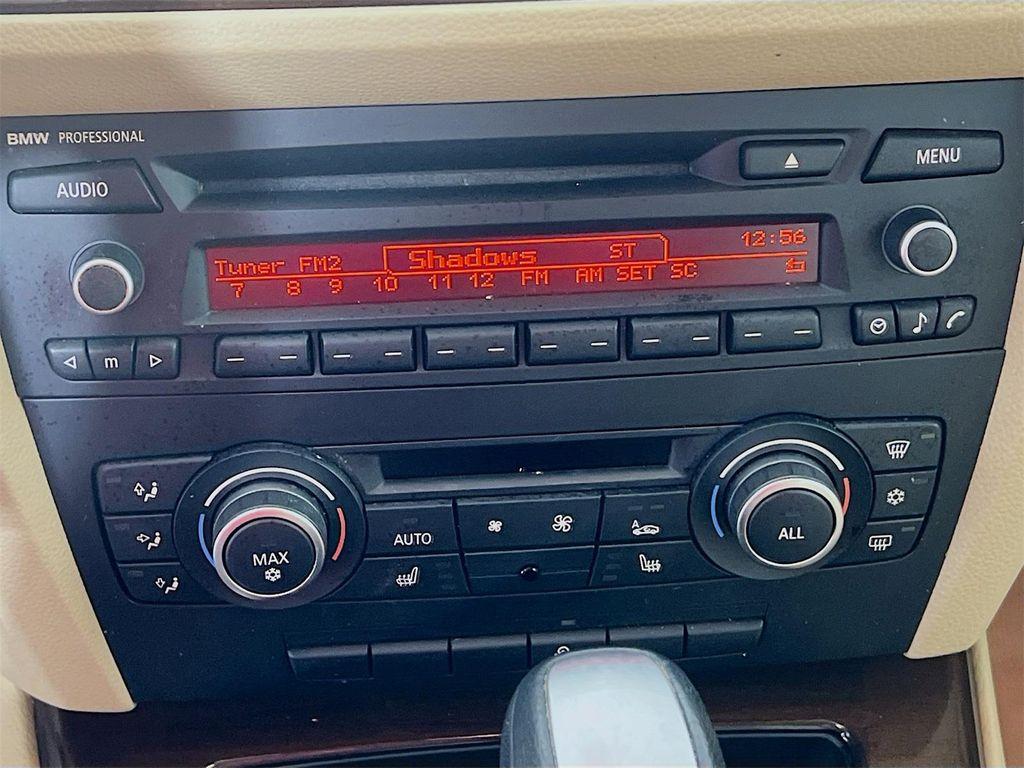 BMW PROFESSIONAL
AUDIO
MENU
Tuner FM2 Shadows ST 12:56
7 8 9 10 11 12 FM AM SET SC
m
MAX
AUTO
A
ALL